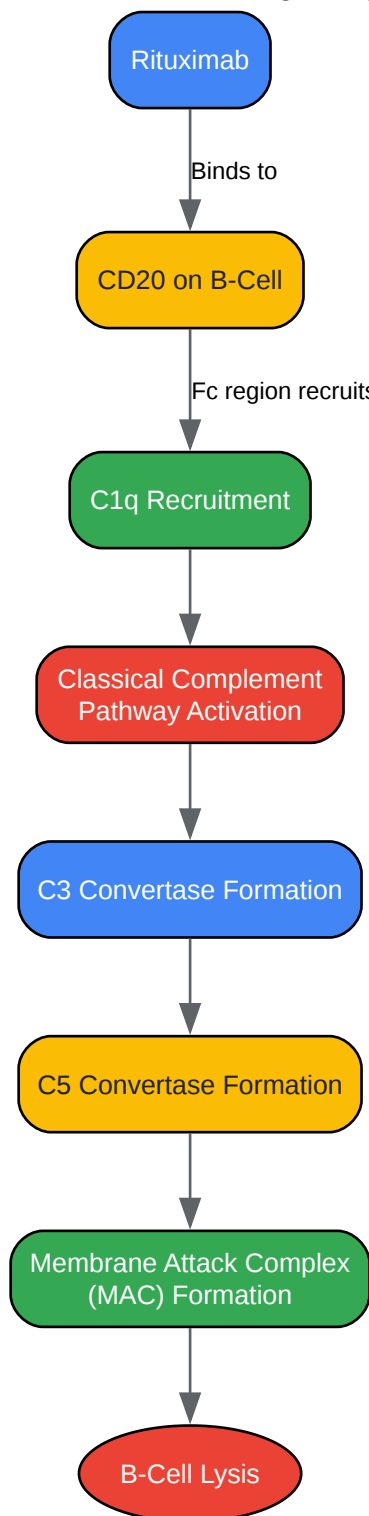 Rituximab
Binds to
CD20 on B-Cell
Fc region recruits
C1q Recruitment
Classical Complement
Pathway Activation
C3 Convertase Formation
C5 Convertase Formation
Membrane Attack Complex
(MAC) Formation
B-Cell Lysis